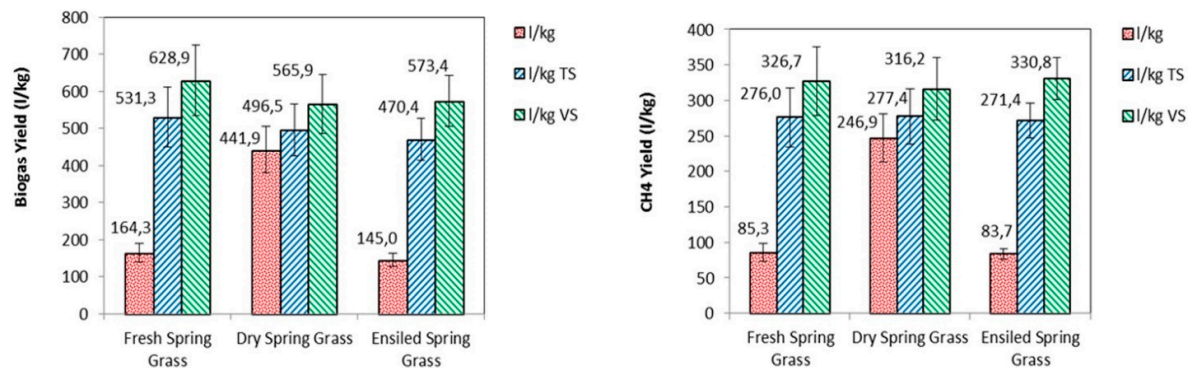 Biogas Yield (l/kg)
800
700
600
500
400
300
200
100
0
531,3
628,9
164,3
441,9
496,5
565,9
145,0
470,4
573,4
Fresh Spring
Grass
Dry Spring Grass
Ensiled Spring
Grass
l/kg
l/kg TS
l/kg VS
CH4 Yield (l/kg)
400
350
300
250
200
150
100
50
0
85,3
276,0
326,7
246,9
277,4
316,2
83,7
271,4
330,8
Fresh Spring
Grass
Dry Spring Grass
Ensiled Spring
Grass
l/kg
l/kg TS
l/kg VS